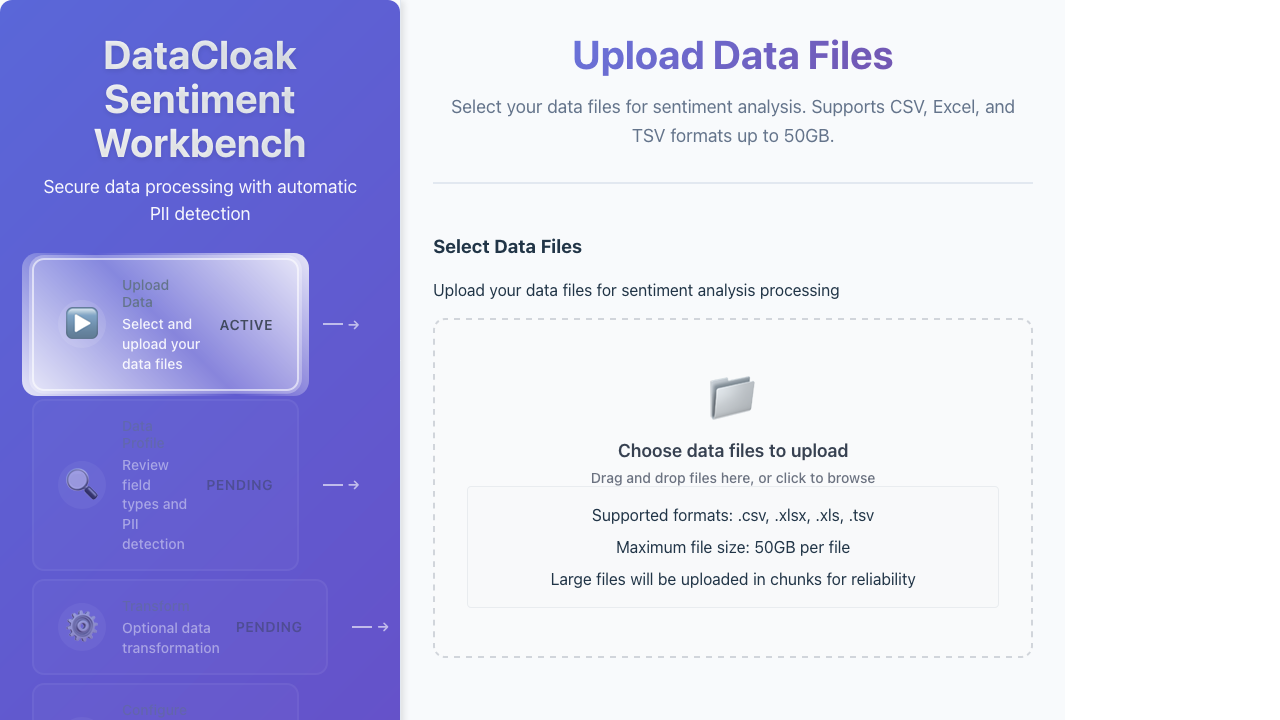 DataCloak
Sentiment
Workbench
Secure data processing with automatic
PII detection
Upload
Data
Select and
upload your
data files
ACTIVE
Review
field
types and
PII
detection
PENDING
Optional data
transformation
PENDING
Upload Data Files
Select your data files for sentiment analysis. Supports CSV, Excel, and
TSV formats up to 50GB.
Select Data Files
Upload your data files for sentiment analysis processing
Choose data files to upload
Drag and drop files here, or click to browse
Supported formats: .csv, .xlsx, .xls, .tsv
Maximum file size: 50GB per file
Large files will be uploaded in chunks for reliability